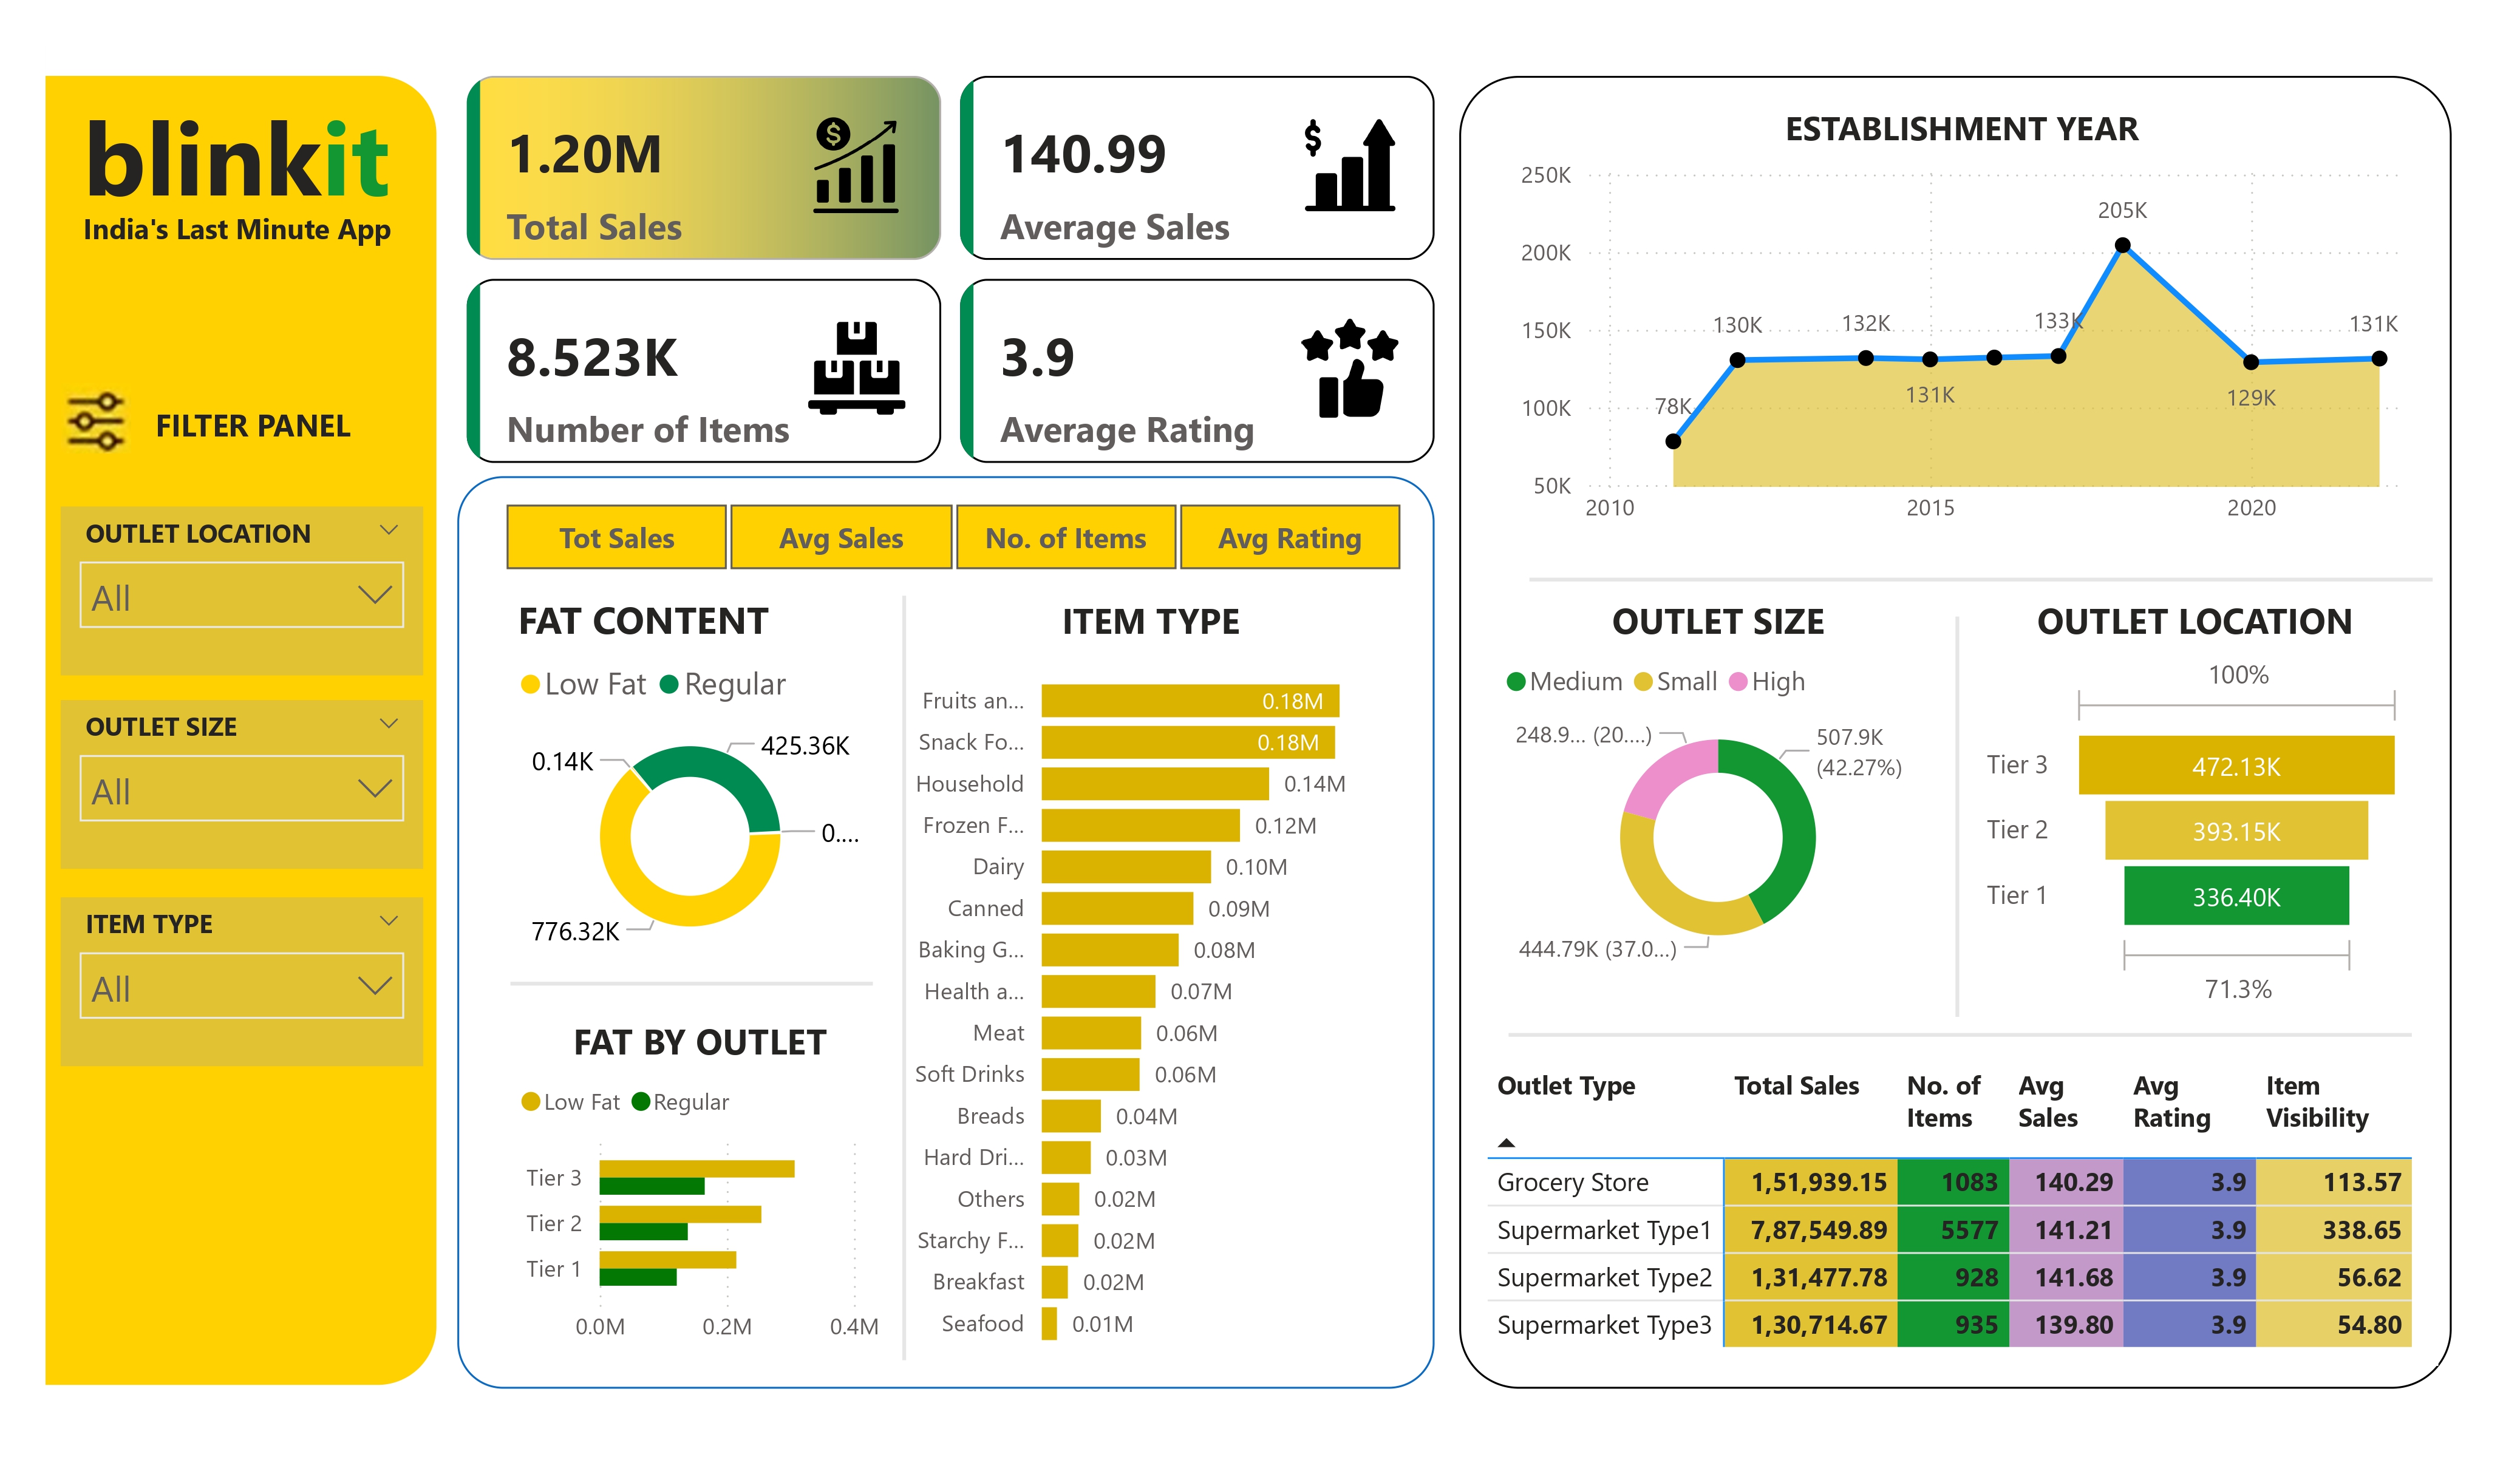 blinkit
India's Last Minute App
FILTER PANEL
OUTLET LOCATION
All
OUTLET SIZE
All
ITEM TYPE
All
1.20M
Total Sales
140.99
Average Sales
8.523K
Number of Items
3.9
Average Rating
Tot Sales Avg Sales No. of Items Avg Rating
FAT CONTENT
Low Fat Regular
0.14K
425.36K
0....
776.32K
FAT BY OUTLET
Low Fat Regular
Tier 3
Tier 2
Tier 1
0.0M 0.2M 0.4M
ITEM TYPE
Fruits an... 0.18M
Snack Fo... 0.18M
Household 0.14M
Frozen F... 0.12M
Dairy 0.10M
Canned 0.09M
Baking G... 0.08M
Health a... 0.07M
Meat 0.06M
Soft Drinks 0.06M
Breads 0.04M
Hard Dri... 0.03M
Others 0.02M
Starchy F... 0.02M
Breakfast 0.02M
Seafood 0.01M
ESTABLISHMENT YEAR
250K
200K
150K
100K
50K
78K
130K
132K
131K
133K
205K
129K
131K
2010 2015 2020
OUTLET SIZE
Medium Small High
248.9... (20....)
507.9K
(42.27%)
444.79K (37.0...)
OUTLET LOCATION
100%
Tier 3 472.13K
Tier 2 393.15K
Tier 1 336.40K
71.3%
Outlet Type Total Sales No. of Items Avg Sales Avg Rating Item Visibility
Grocery Store 1,51,939.15 1083 140.29 3.9 113.57
Supermarket Type1 7,87,549.89 5577 141.21 3.9 338.65
Supermarket Type2 1,31,477.78 928 141.68 3.9 56.62
Supermarket Type3 1,30,714.67 935 139.80 3.9 54.80